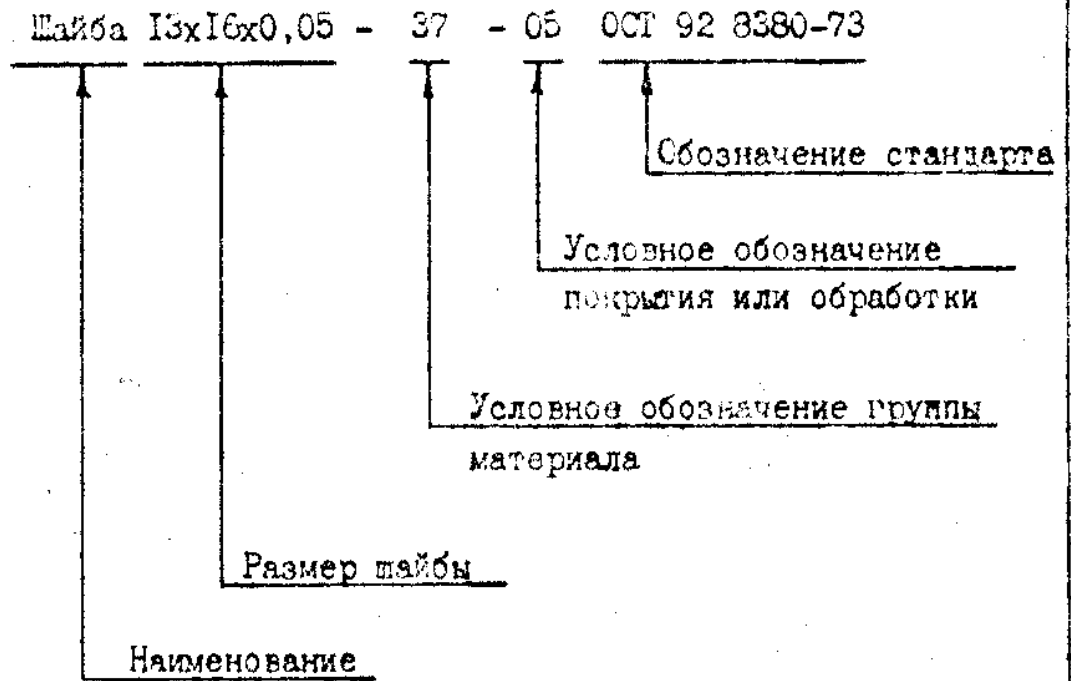 Шайба 13х16х0,05 - 37 - 05 ОСТ 92 8380-73
Обозначение стандарта
Условное обозначение
покрытия или обработки
Условное обозначение группы
материала
Размер шайбы
Наименование